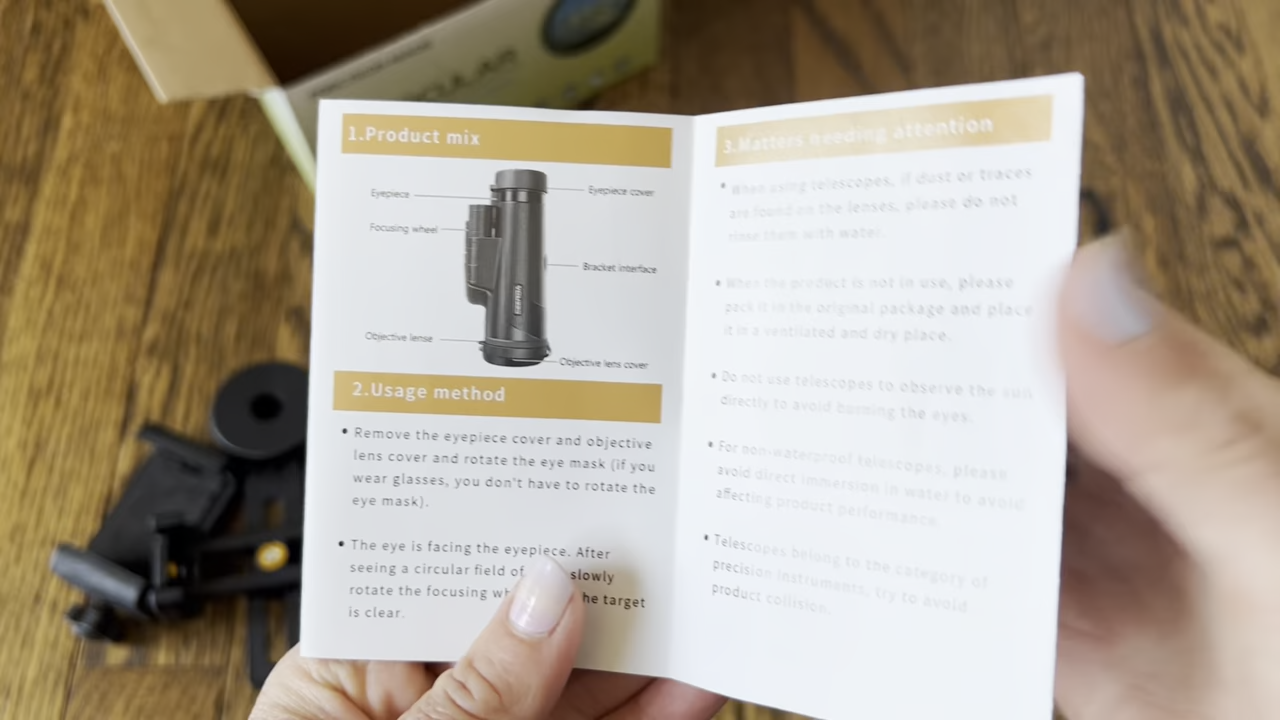 1.Product mix
Eyepiece
Eyepiece cover
Focusing wheel
Bracket interface
Objective lense
Objective lens cover
2.Usage method
• Remove the eyepiece cover and objective
lens cover and rotate the eye mask (if you
wear glasses, you don't have to rotate the
eye mask).
• The eye is facing the eyepiece. After
seeing a circular field of slowly
rotate the focusing he target
is clear.
3.Matters needing attention
• When using telescopes, if dust or traces
are found on the lenses, please do not
rinse them with water.
• When the product is not in use, please
pack it in the original package and place
it in a ventilated and dry place.
• Do not use telescopes to observe the sun
directly to avoid burning the eyes.
• For non-waterproof telescopes, please
avoid direct immersion in water to avoid
affecting product performance.
• Telescopes belong to the category of
precision instruments, try to avoid
product collision.